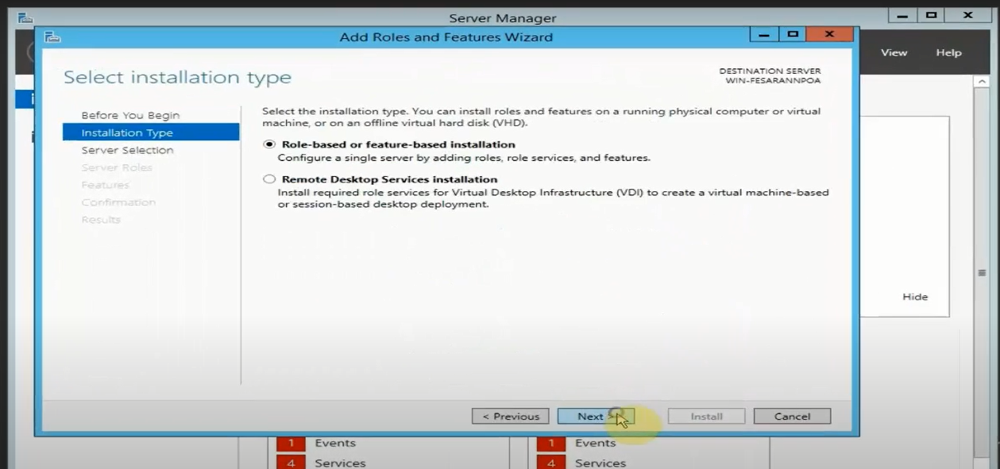 Server Manager
Add Roles and Features Wizard
View
Help
Select installation type
DESTINATION SERVER
WIN-FESARANNPOA
Before You Begin
Installation Type
Server Selection
Server Roles
Features
Confirmation
Results
Select the installation type. You can install roles and features on a running physical computer or virtual
machine, or on an offline virtual hard disk (VHD).
Role-based or feature-based installation
Configure a single server by adding roles, role services, and features.
Remote Desktop Services installation
Install required role services for Virtual Desktop Infrastructure (VDI) to create a virtual machine-based
or session-based desktop deployment.
Hide
< Previous
Next >
Install
Cancel
1 Events
1 Events
4 Services
4 Services